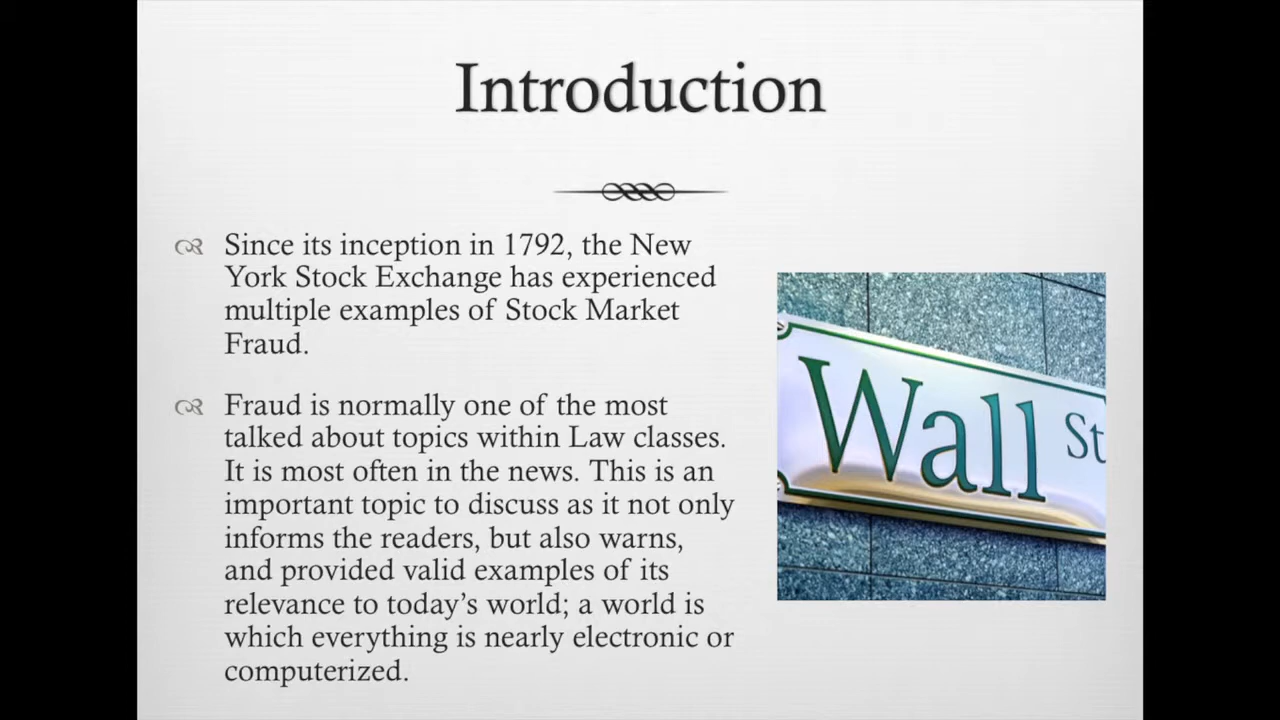 Introduction
Since its inception in 1792, the New
York Stock Exchange has experienced
multiple examples of Stock Market
Fraud.
Fraud is normally one of the most
talked about topics within Law classes.
It is most often in the news. This is an
important topic to discuss as it not only
informs the readers, but also warns,
and provided valid examples of its
relevance to today's world; a world is
which everything is nearly electronic or
computerized.
Wall St